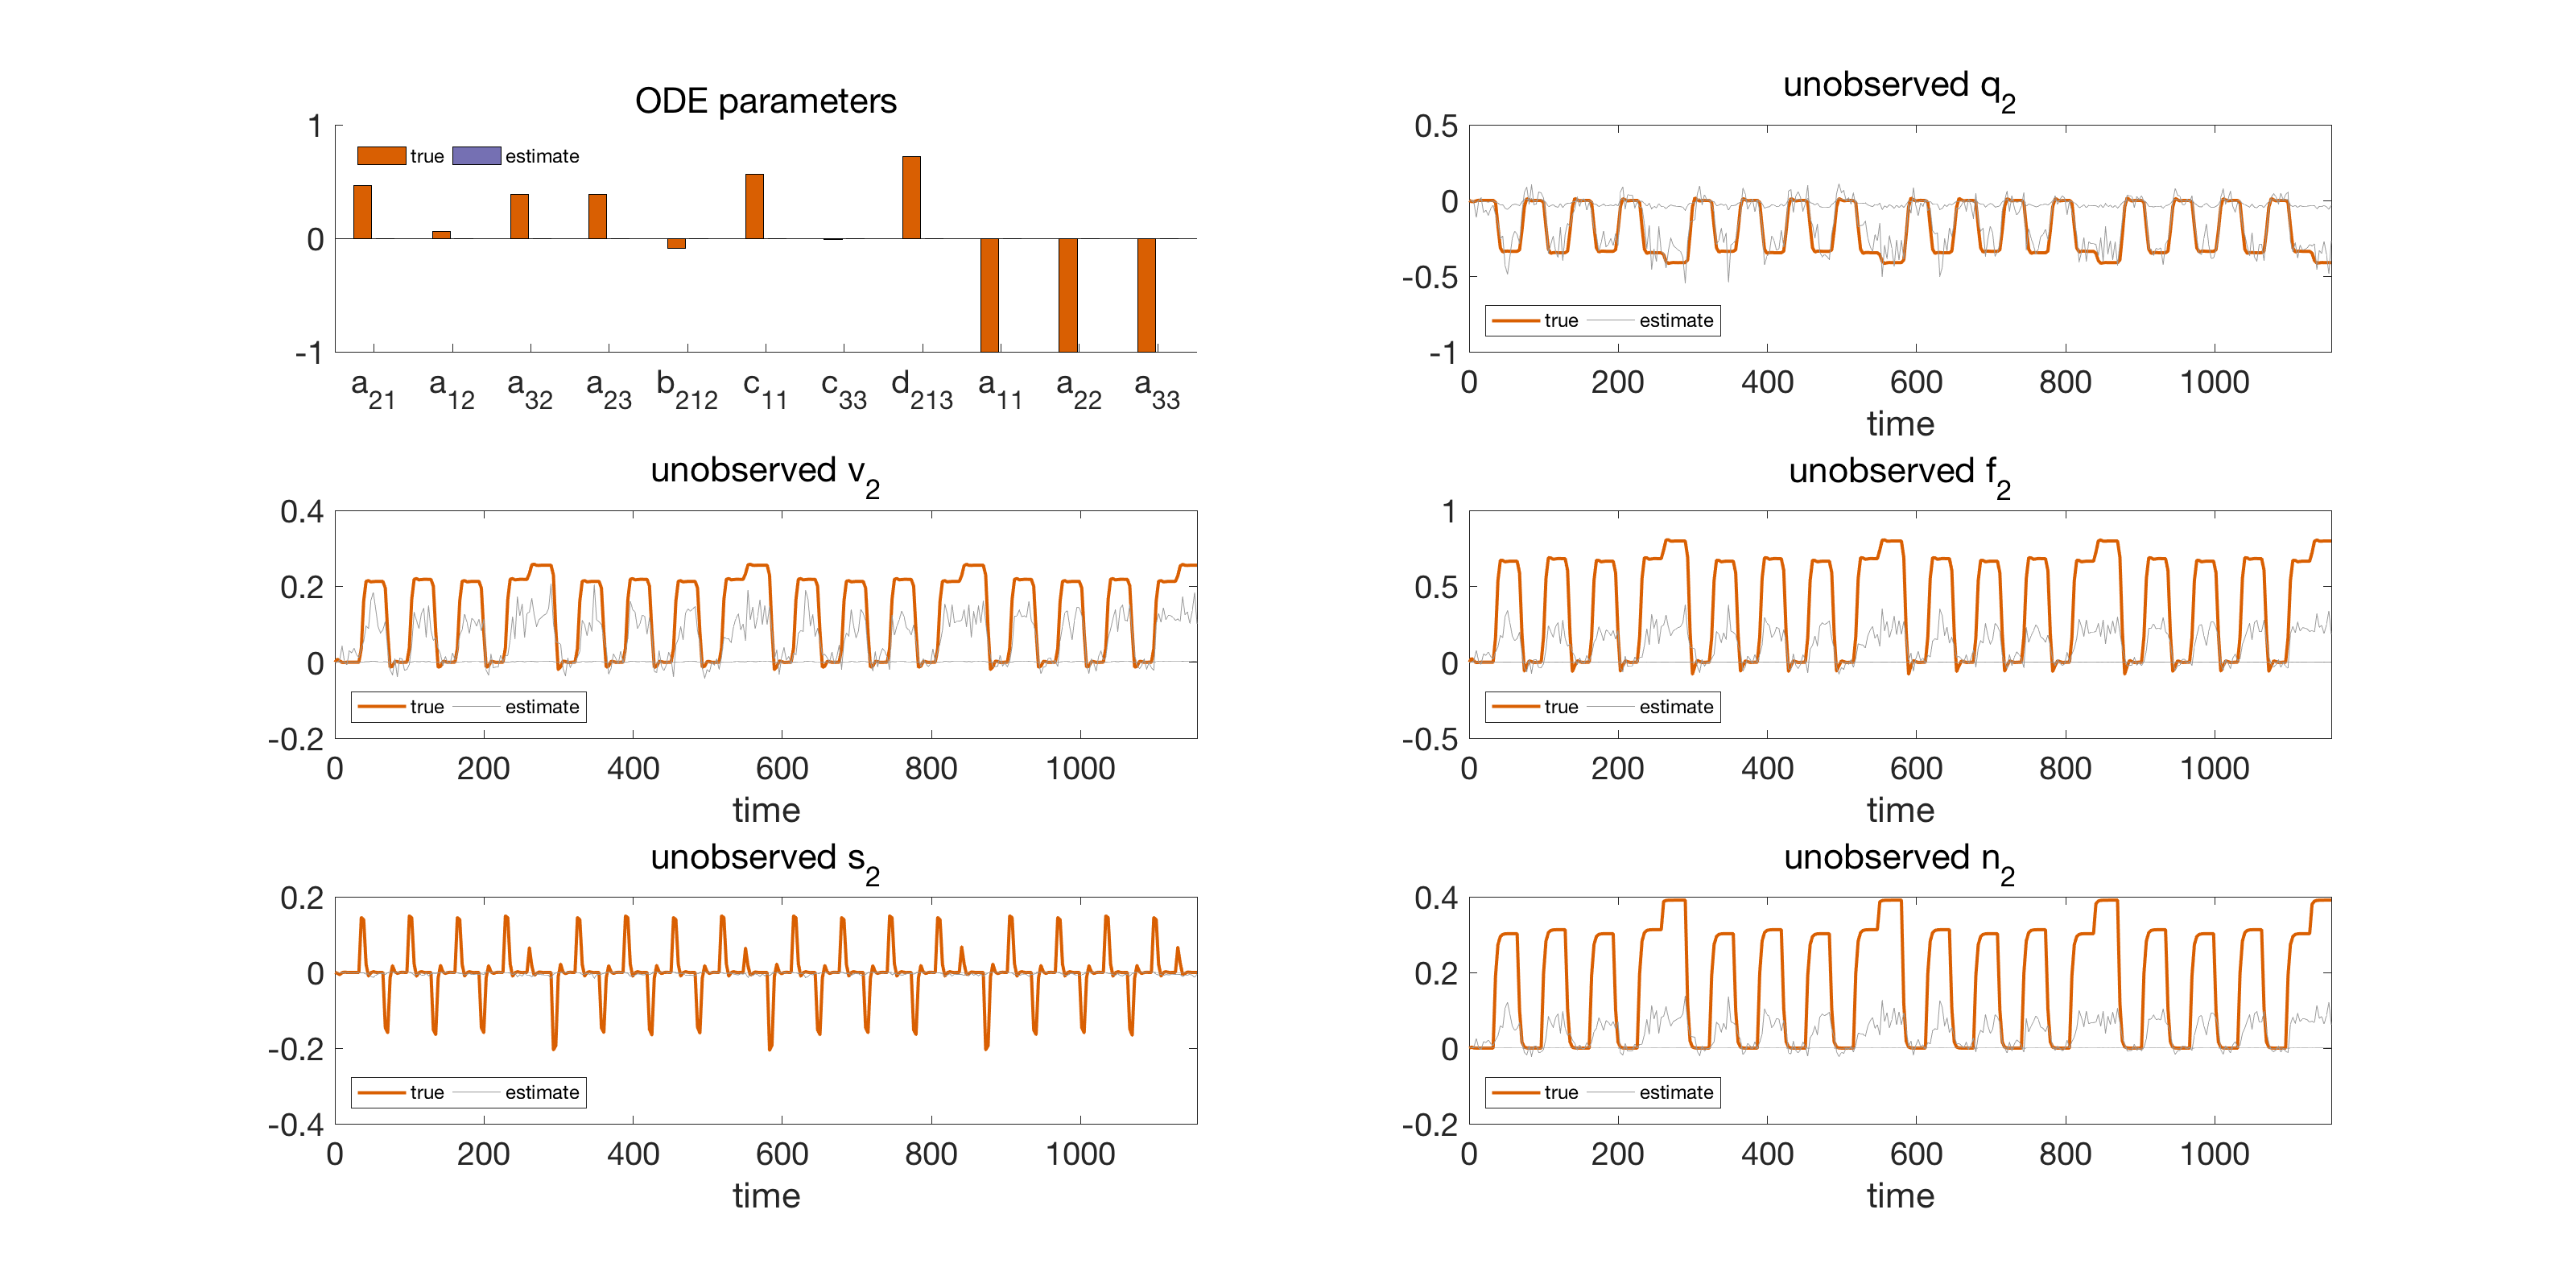 ODE parameters
1
0
-1
true estimate
a21 a12 a32 a23 b212 c11 c33 d213 a11 a22 a33
unobserved q2
0.5
0
-0.5
-1
true estimate
0 200 400 600 800 1000
time
unobserved v2
0.4
0.2
0
-0.2
true estimate
0 200 400 600 800 1000
time
unobserved f2
1
0.5
0
-0.5
true estimate
0 200 400 600 800 1000
time
unobserved s2
0.2
0
-0.2
-0.4
true estimate
0 200 400 600 800 1000
time
unobserved n2
0.4
0.2
0
-0.2
true estimate
0 200 400 600 800 1000
time